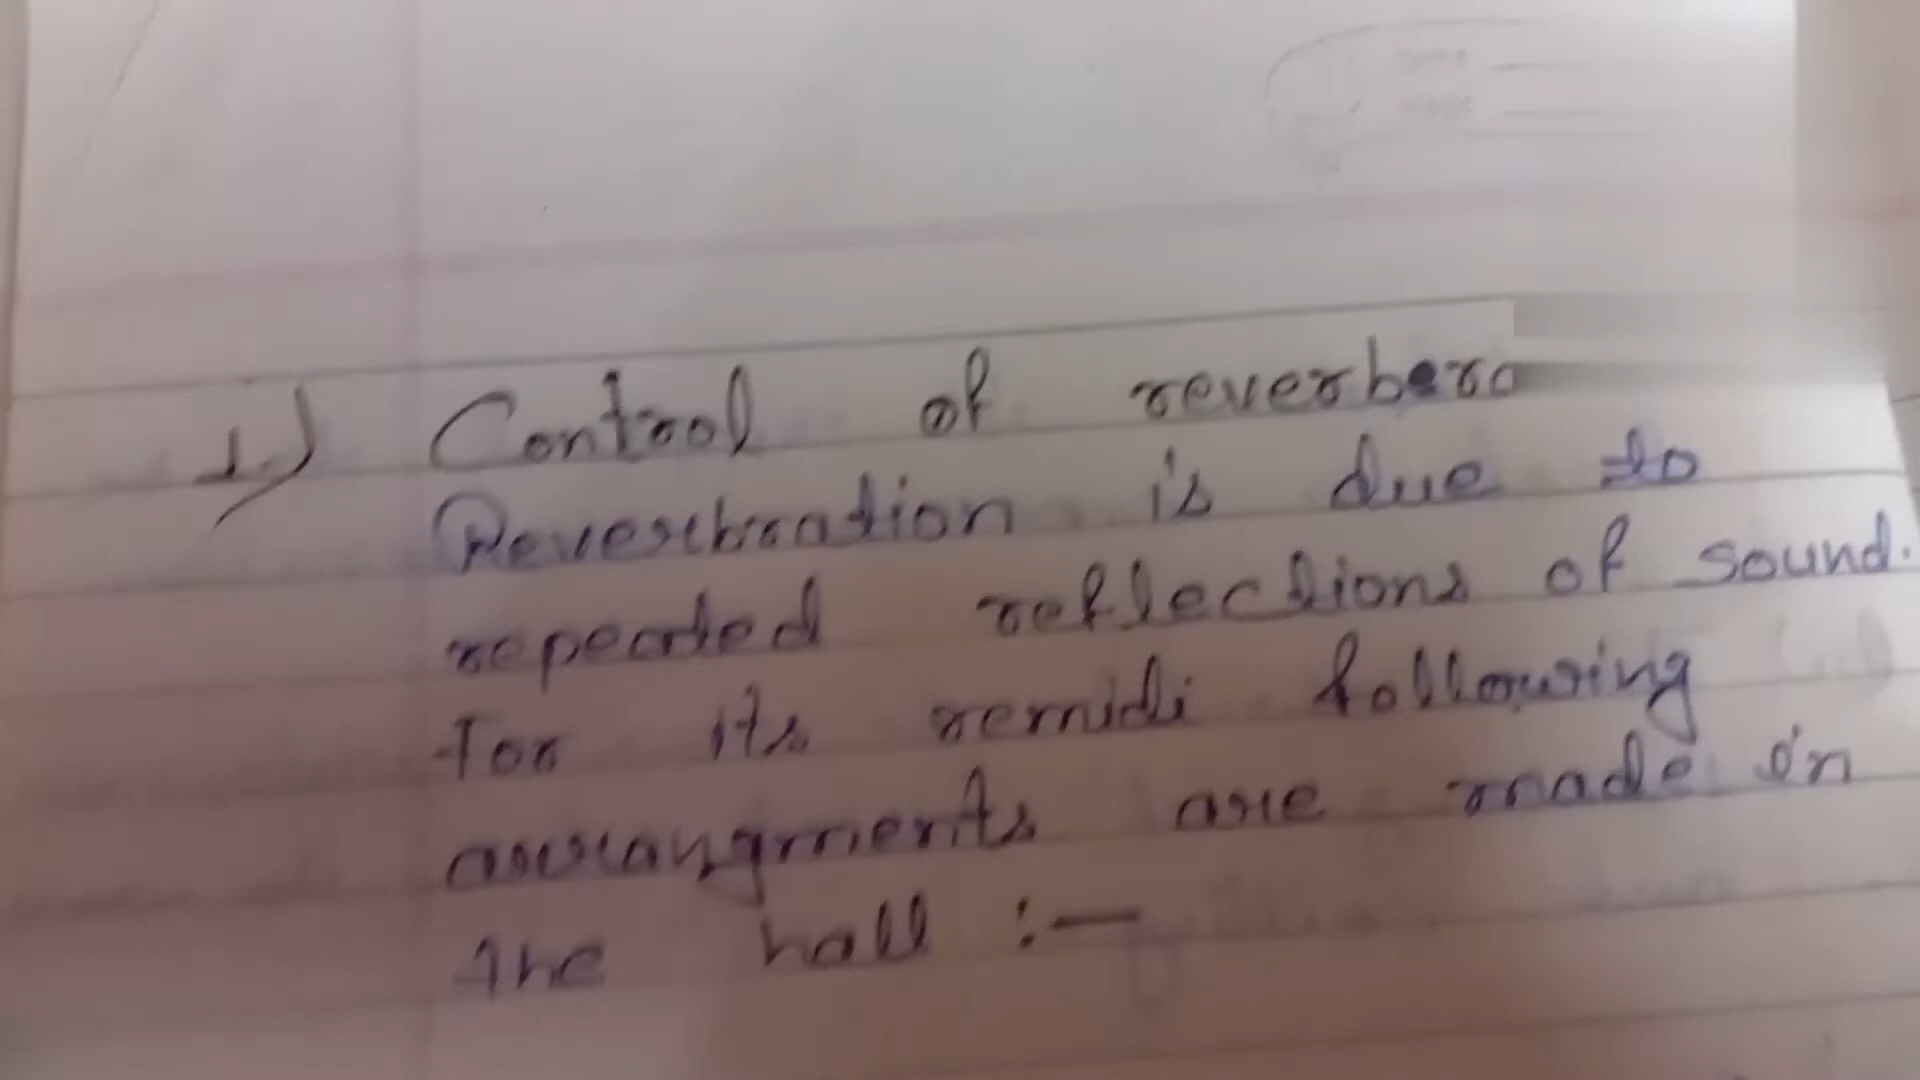 1.) Control of reverbera
Reverbration is due to
repeated reflections of sound.
For its remidi following
arrangments are made in
the hall :—